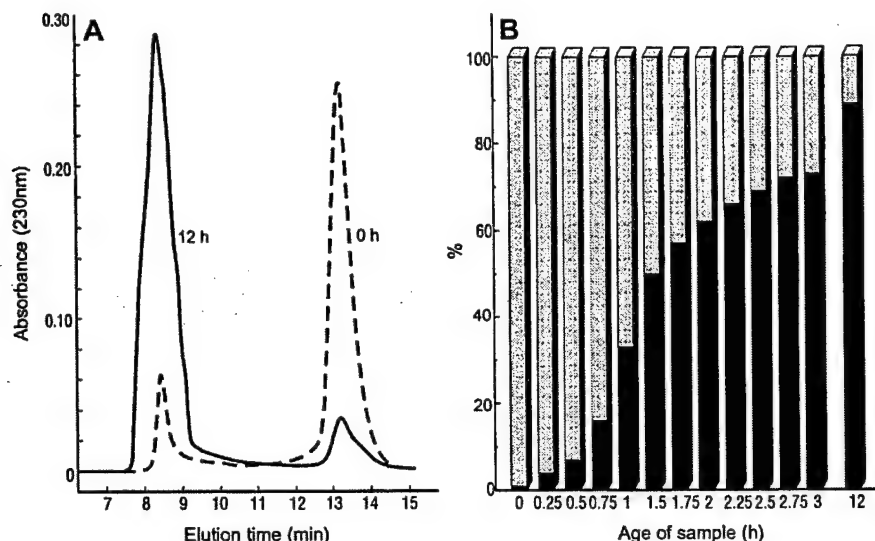 A
0.30
0.20
0.10
0
Absorbance (230nm)
12 h
0 h
7 8 9 10 11 12 13 14 15
Elution time (min)
B
100
80
60
40
20
0
%
0 0.25 0.5 0.75 1 1.5 1.75 2 2.25 2.5 2.75 3 12
Age of sample (h)